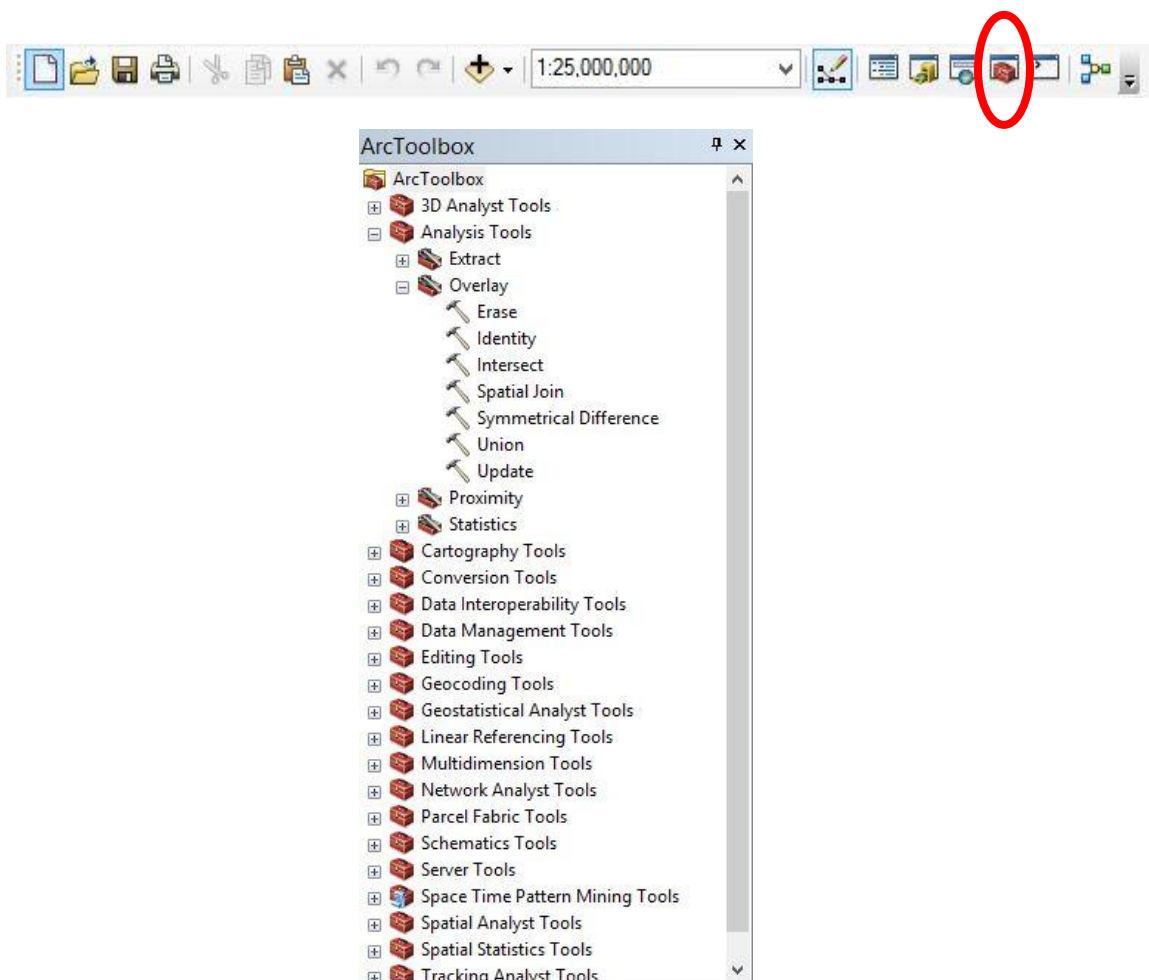 1:25,000,000
ArcToolbox
ArcToolbox
3D Analyst Tools
Analysis Tools
Extract
Overlay
Erase
Identity
Intersect
Spatial Join
Symmetrical Difference
Union
Update
Proximity
Statistics
Cartography Tools
Conversion Tools
Data Interoperability Tools
Data Management Tools
Editing Tools
Geocoding Tools
Geostatistical Analyst Tools
Linear Referencing Tools
Multidimension Tools
Network Analyst Tools
Parcel Fabric Tools
Schematics Tools
Server Tools
Space Time Pattern Mining Tools
Spatial Analyst Tools
Spatial Statistics Tools
Tracking Analyst Tools